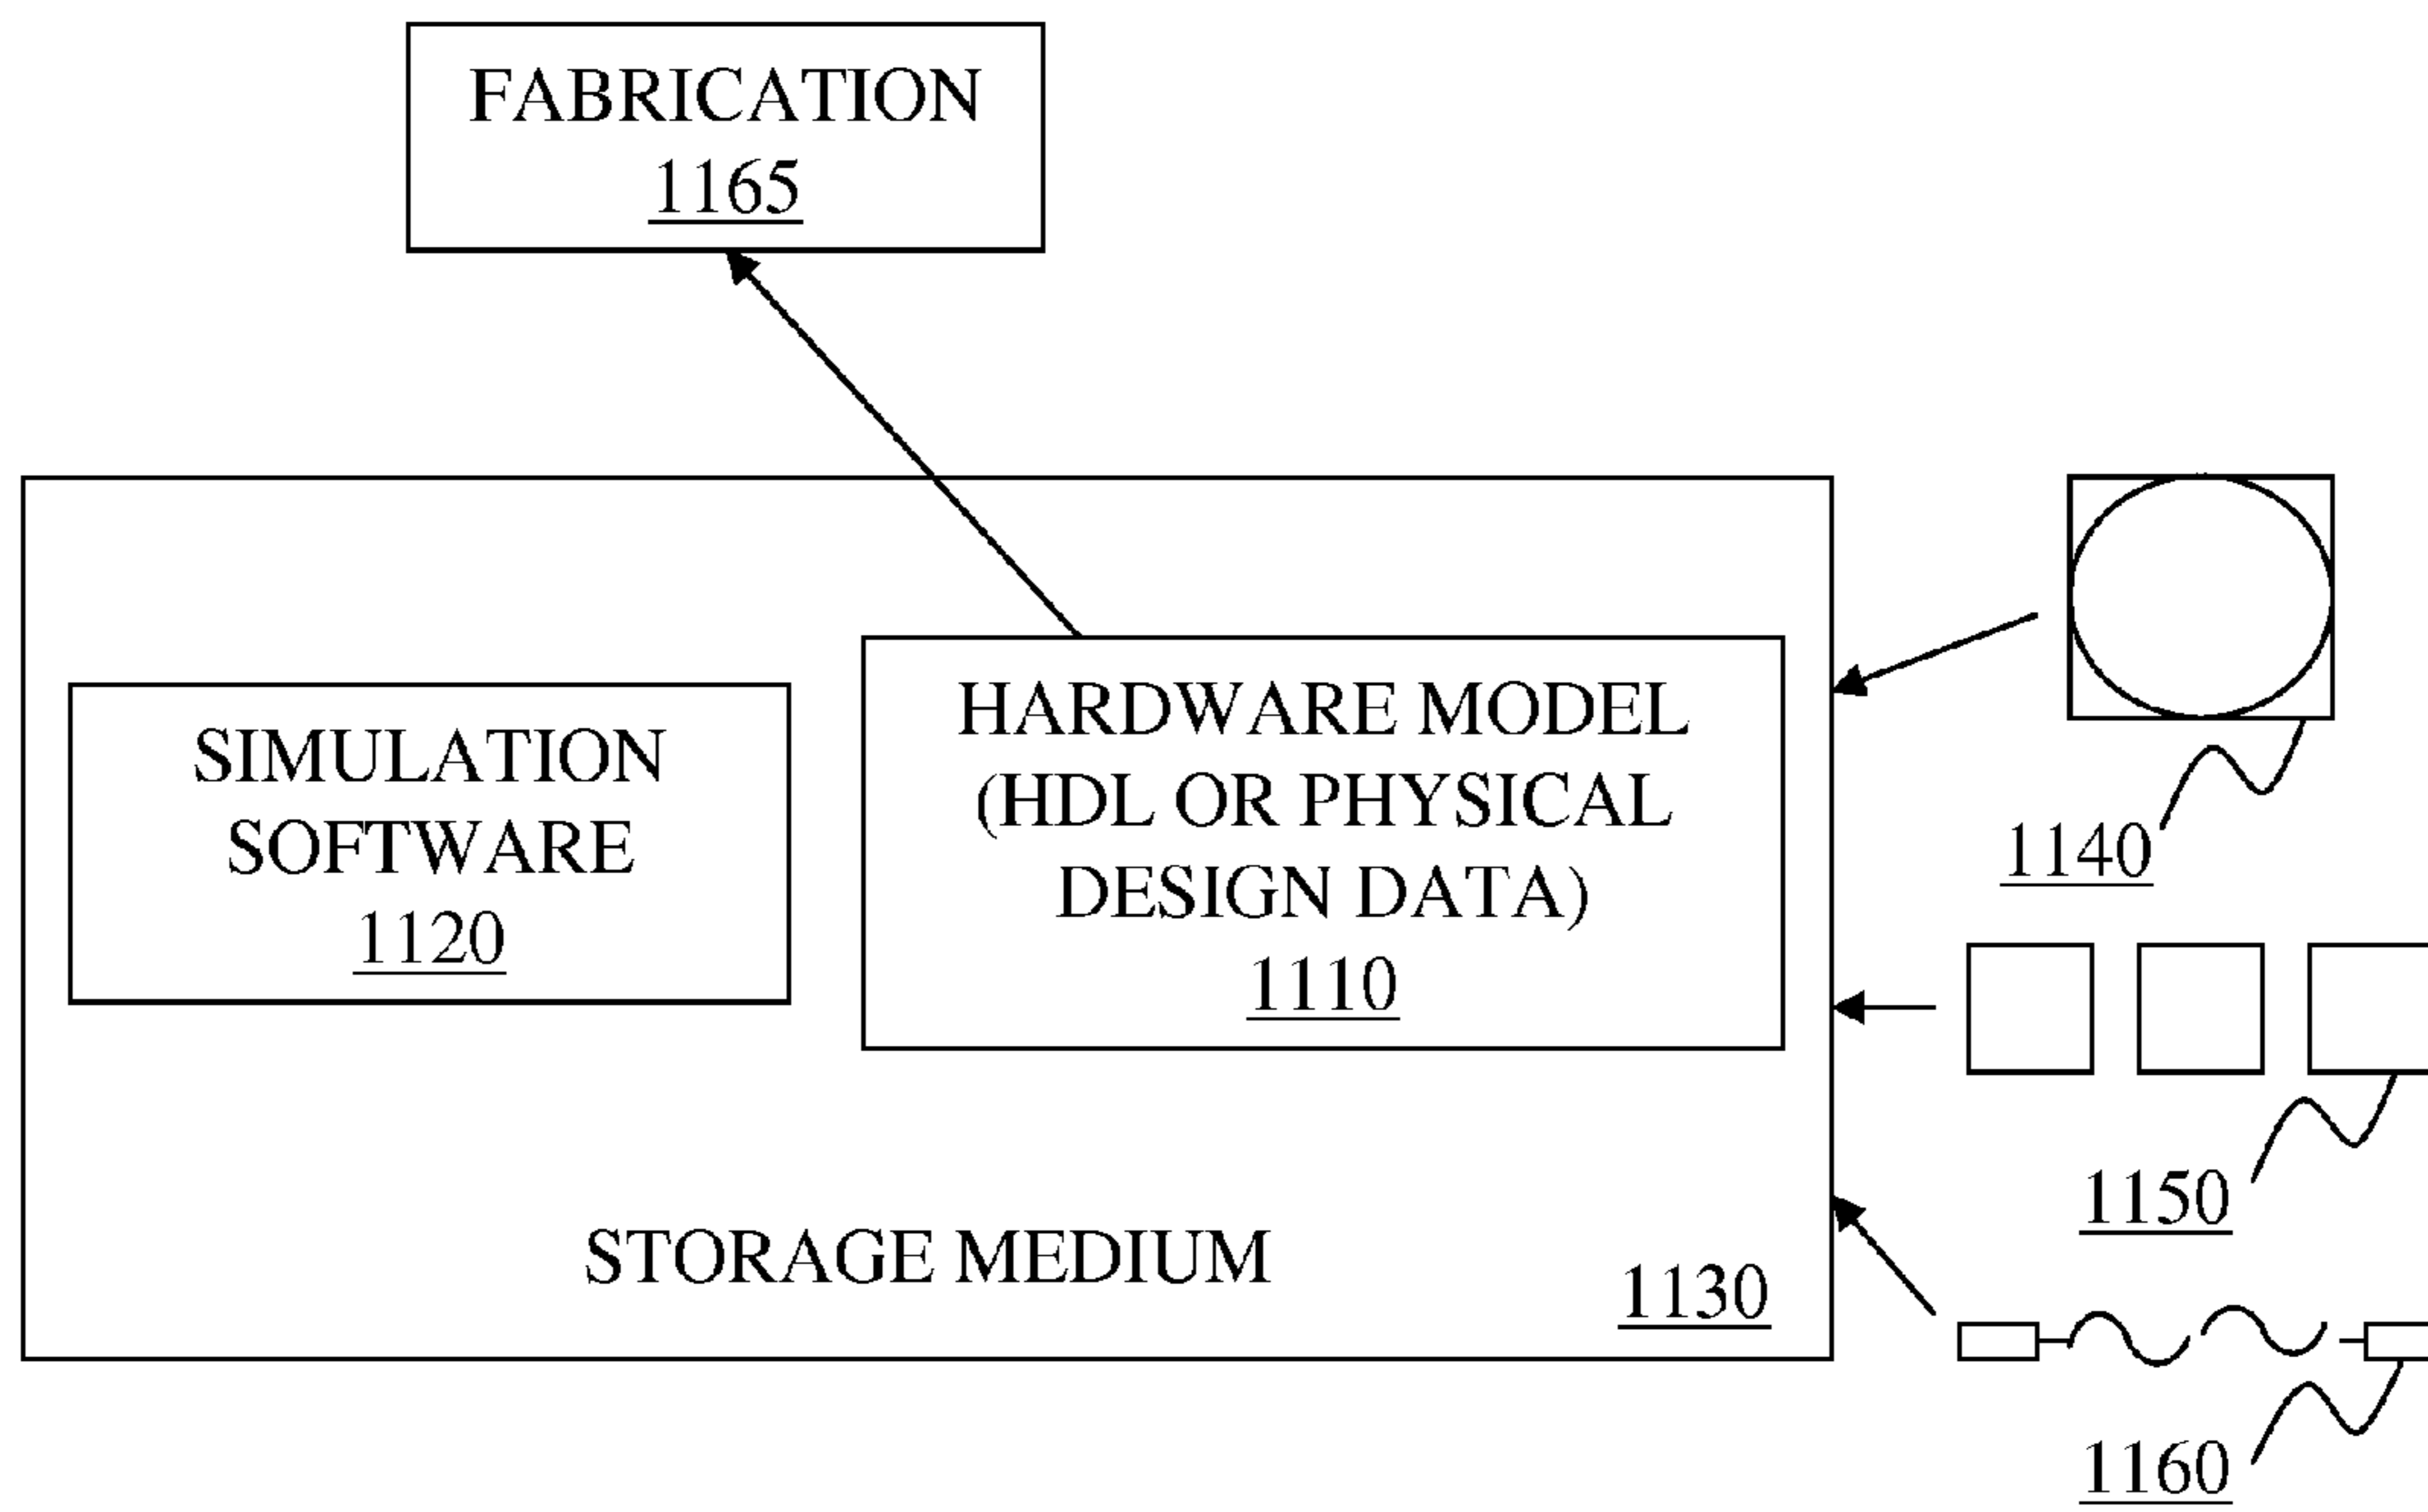 FABRICATION
1165
SIMULATION
SOFTWARE
1120
HARDWARE MODEL
(HDL OR PHYSICAL
DESIGN DATA)
1110
STORAGE MEDIUM
1130
1140
1150
1160